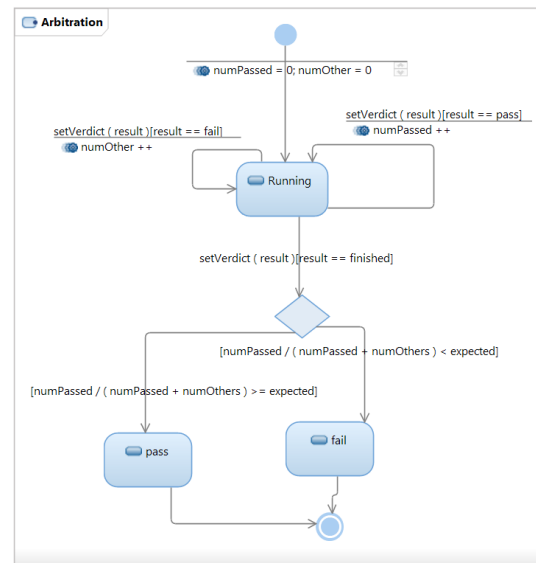 Arbitration
numPassed = 0; numOther = 0
setVerdict ( result )[result == fail]
numOther ++
setVerdict ( result )[result == pass]
numPassed ++
Running
setVerdict ( result )[result == finished]
[numPassed / ( numPassed + numOthers ) < expected]
[numPassed / ( numPassed + numOthers ) >= expected]
pass
fail